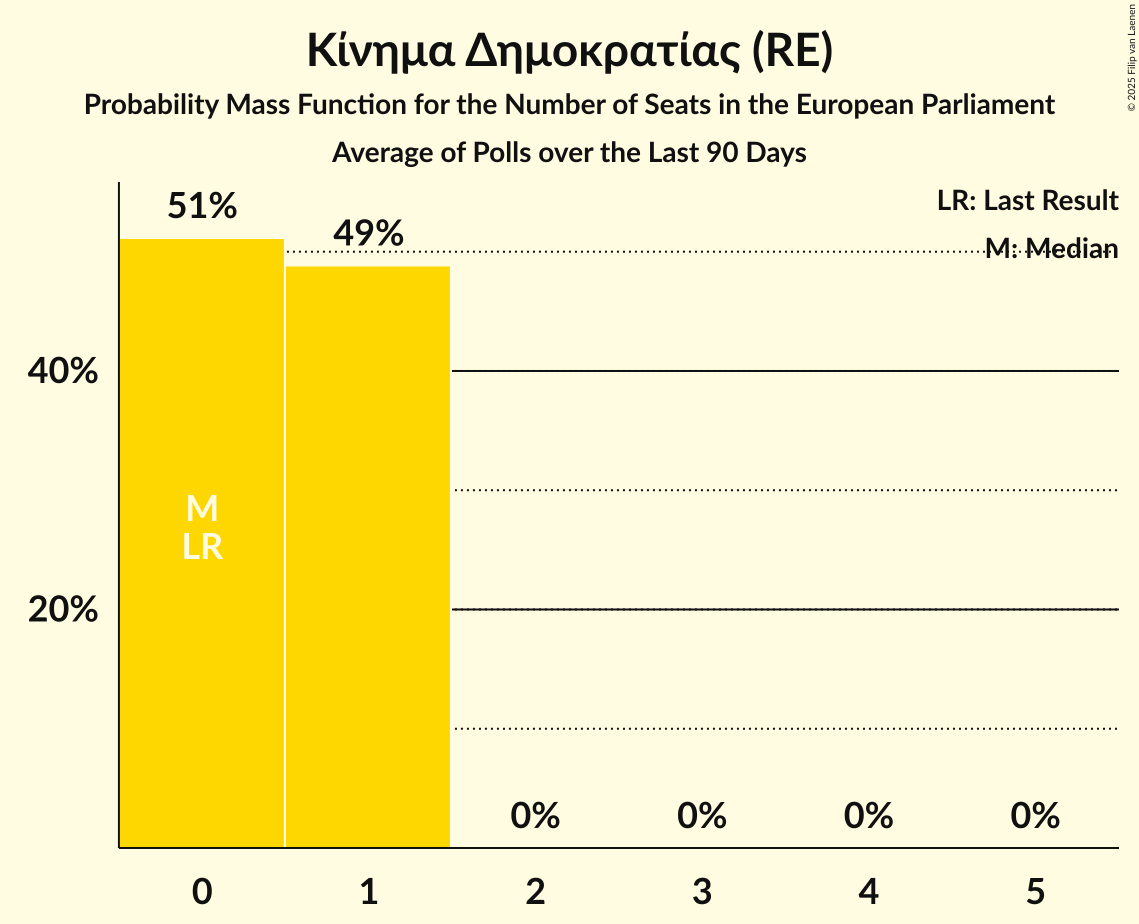 Κίνημα Δημοκρατίας (RE)
Probability Mass Function for the Number of Seats in the European Parliament
Average of Polls over the Last 90 Days
© 2025 Filip van Laenen
LR: Last Result
M: Median
51%
49%
40%
20%
M
LR
0% 0% 0% 0%
0 1 2 3 4 5